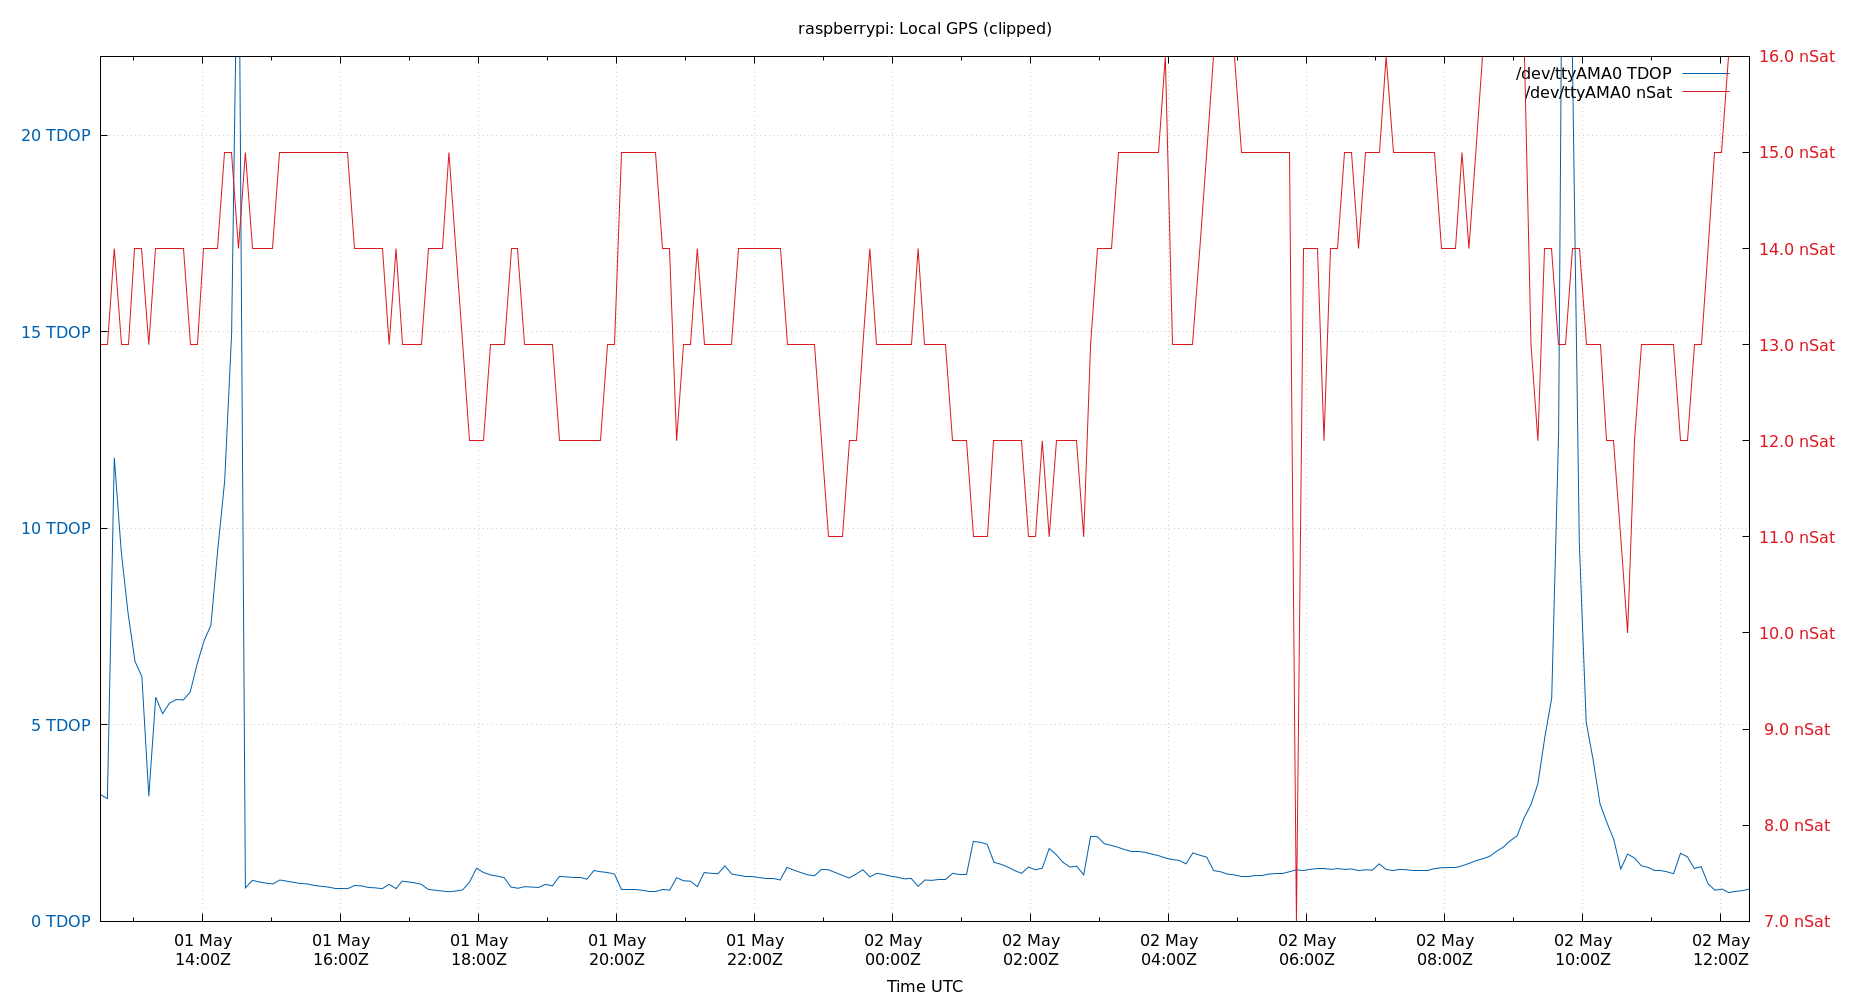 raspberrypi: Local GPS (clipped)
16.0 nSat
/dev/ttyAMA0 TDOP
/dev/ttyAMA0 nSat
20 TDOP
15.0 nSat
14.0 nSat
15 TDOP
13.0 nSat
12.0 nSat
10 TDOP
11.0 nSat
10.0 nSat
5 TDOP
9.0 nSat
8.0 nSat
0 TDOP
7.0 nSat
01 May 01 May 01 May 01 May 01 May 02 May 02 May 02 May 02 May 02 May 02 May 02 May
14:00Z 16:00Z 18:00Z 20:00Z 22:00Z 00:00Z 02:00Z 04:00Z 06:00Z 08:00Z 10:00Z 12:00Z
Time UTC